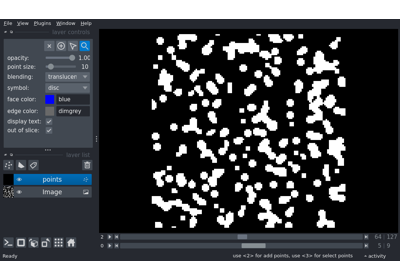 File View Plugins Window Help
layer controls
opacity: 1.00
point size: 10
blending: translucen
symbol: disc
face color: blue
edge color: dimgrey
display text:
out of slice:
layer list
points
Image
2 64 127
0 5 9
Ready use <2> for add points, use <3> for select points activity